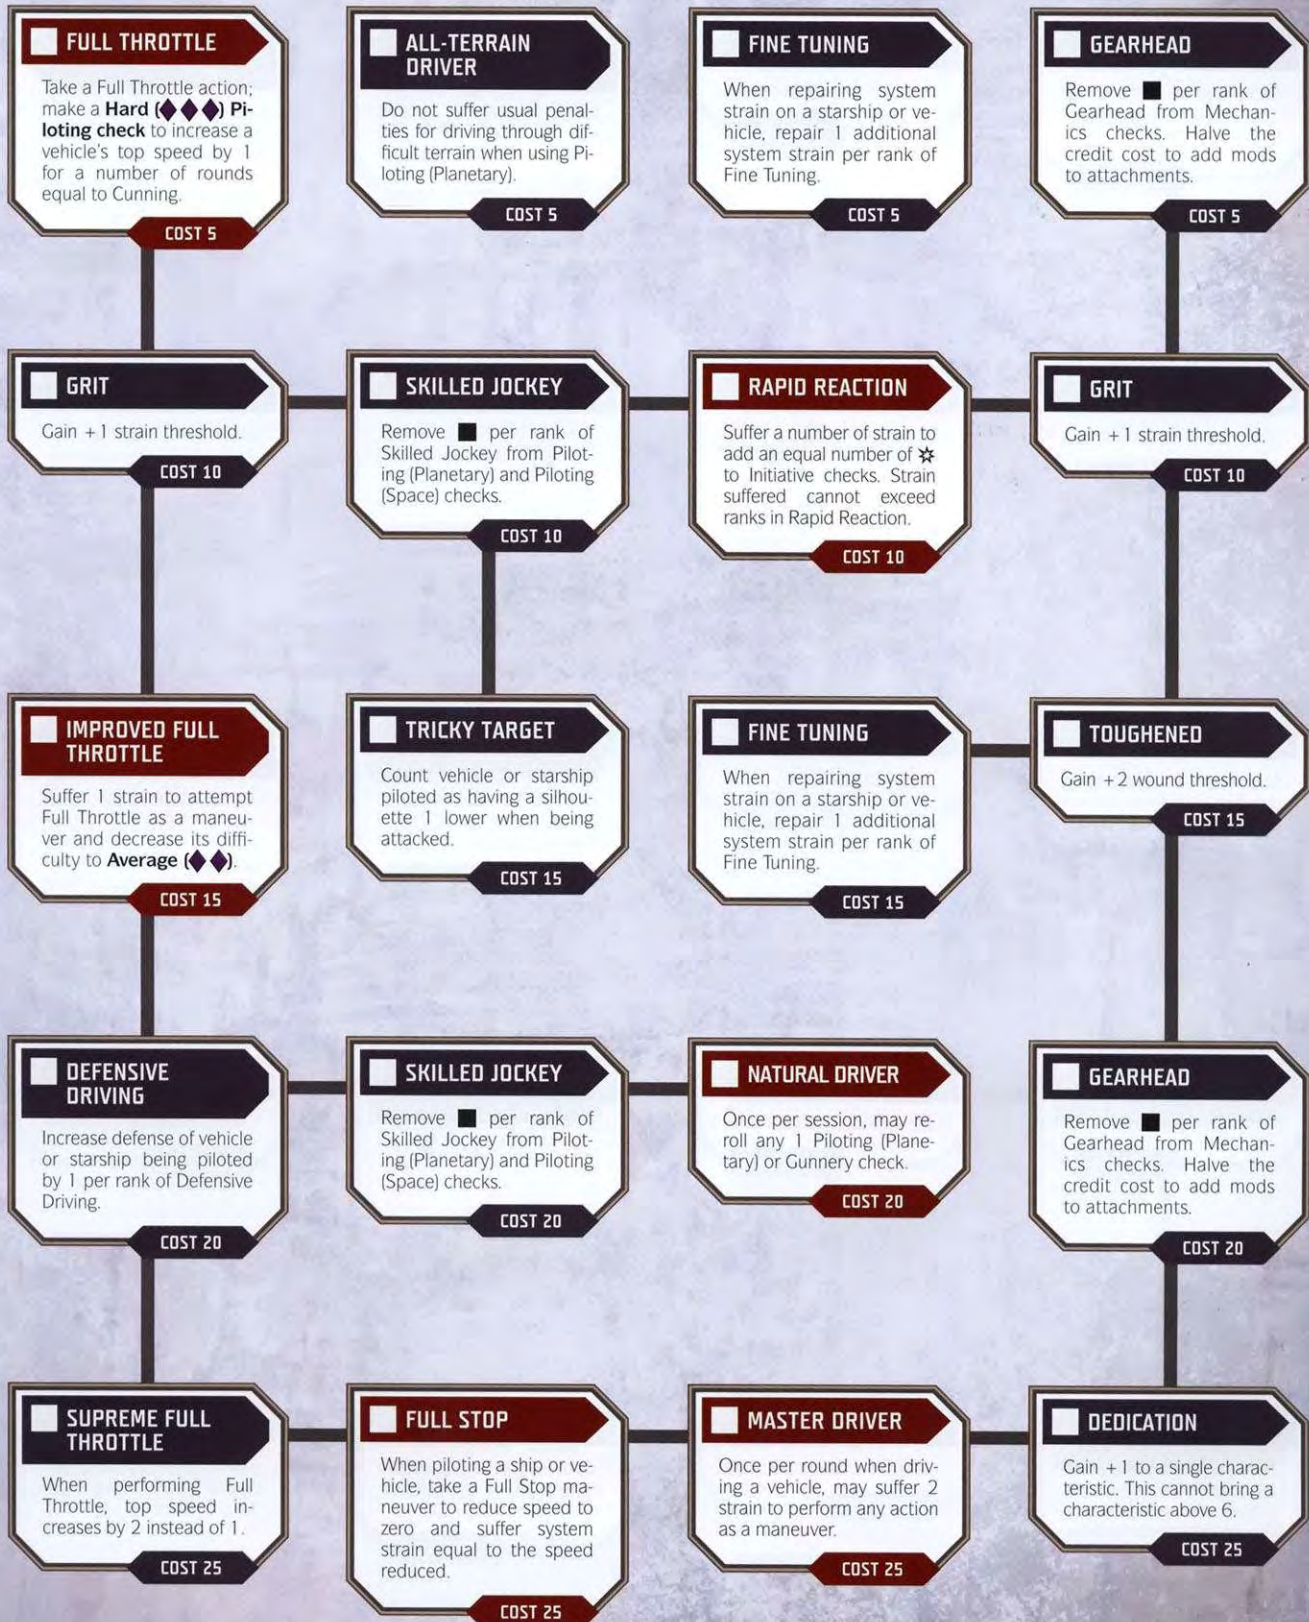 FULL THROTTLE
Take a Full Throttle action;
make a Hard (◆◆◆) Pi-
loting check to increase a
vehicle's top speed by 1
for a number of rounds
equal to Cunning.
COST 5
ALL-TERRAIN
DRIVER
Do not suffer usual penal-
ties for driving through dif-
ficult terrain when using Pi-
loting (Planetary).
COST 5
FINE TUNING
When repairing system
strain on a starship or ve-
hicle, repair 1 additional
system strain per rank of
Fine Tuning.
COST 5
GEARHEAD
Remove ■ per rank of
Gearhead from Mechan-
ics checks. Halve the
credit cost to add mods
to attachments.
COST 5
GRIT
Gain +1 strain threshold.
COST 10
SKILLED JOCKEY
Remove ■ per rank of
Skilled Jockey from Pilot-
ing (Planetary) and Piloting
(Space) checks.
COST 10
RAPID REACTION
Suffer a number of strain to
add an equal number of ✲
to Initiative checks. Strain
suffered cannot exceed
ranks in Rapid Reaction.
COST 10
GRIT
Gain +1 strain threshold.
COST 10
IMPROVED FULL
THROTTLE
Suffer 1 strain to attempt
Full Throttle as a maneu-
ver and decrease its diffi-
culty to Average (◆◆).
COST 15
TRICKY TARGET
Count vehicle or starship
piloted as having a silhou-
ette 1 lower when being
attacked.
COST 15
FINE TUNING
When repairing system
strain on a starship or ve-
hicle, repair 1 additional
system strain per rank of
Fine Tuning.
COST 15
TOUGHENED
Gain +2 wound threshold.
COST 15
DEFENSIVE
DRIVING
Increase defense of vehicle
or starship being piloted
by 1 per rank of Defensive
Driving.
COST 20
SKILLED JOCKEY
Remove ■ per rank of
Skilled Jockey from Pilot-
ing (Planetary) and Piloting
(Space) checks.
COST 20
NATURAL DRIVER
Once per session, may re-
roll any 1 Piloting (Plane-
tary) or Gunnery check.
COST 20
GEARHEAD
Remove ■ per rank of
Gearhead from Mechan-
ics checks. Halve the
credit cost to add mods
to attachments.
COST 20
SUPREME FULL
THROTTLE
When performing Full
Throttle, top speed in-
creases by 2 instead of 1.
COST 25
FULL STOP
When piloting a ship or ve-
hicle, take a Full Stop ma-
neuver to reduce speed to
zero and suffer system
strain equal to the speed
reduced.
COST 25
MASTER DRIVER
Once per round when driv-
ing a vehicle, may suffer 2
strain to perform any action
as a maneuver.
COST 25
DEDICATION
Gain +1 to a single charac-
teristic. This cannot bring a
characteristic above 6.
COST 25